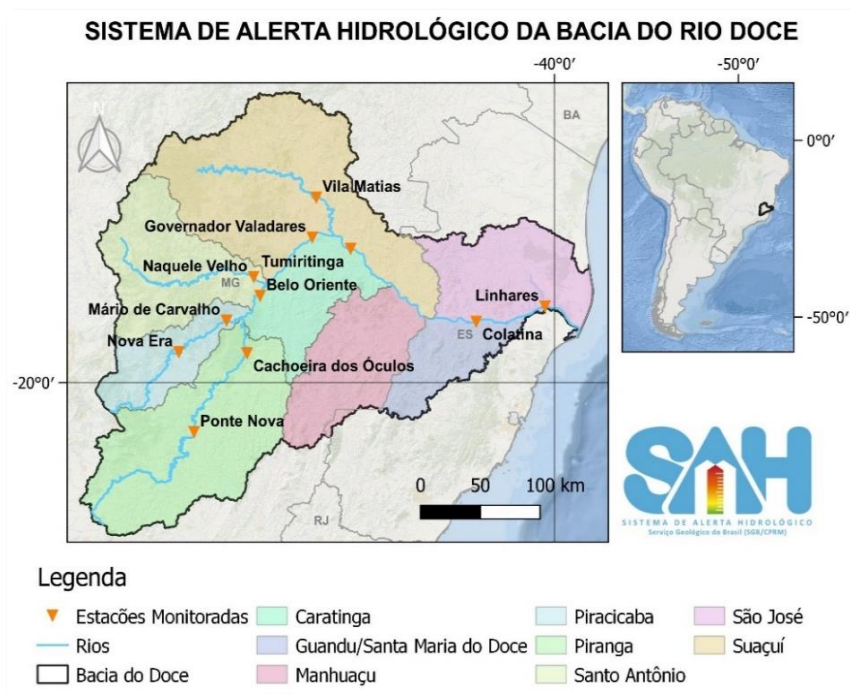 SISTEMA DE ALERTA HIDROLÓGICO DA BACIA DO RIO DOCE
-40°0′
-50°0′
N
BA
0°0′
Vila Matias
Governador Valadares
Tumiritinga
Naquele Velho
MG
Belo Oriente
Mário de Carvalho
Linhares
Nova Era
ES
Colatina
-50°0′
Cachoeira dos Óculos
-20°0′
Ponte Nova
0 50 100 km
RJ
SAH
SISTEMA DE ALERTA HIDROLÓGICO
Serviço Geológico do Brasil (SGB/CPRM)
Legenda
Estacões Monitoradas
Rios
Bacia do Doce
Caratinga
Guandu/Santa Maria do Doce
Manhuaçu
Piracicaba
Piranga
Santo Antônio
São José
Suaçuí